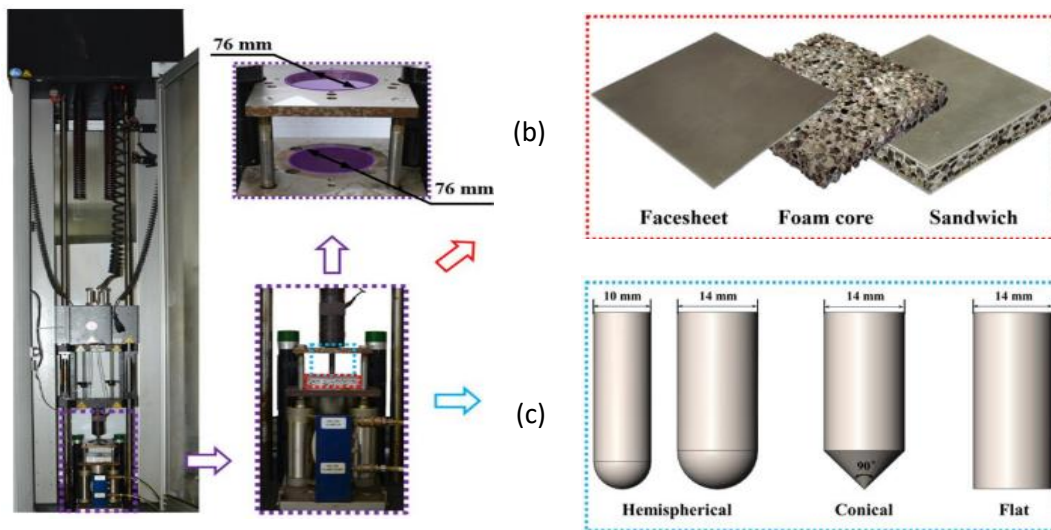 76 mm
76 mm
(b)
Facesheet Foam core Sandwich
(c)
10 mm 14 mm 14 mm 14 mm
90°
Hemispherical Conical Flat